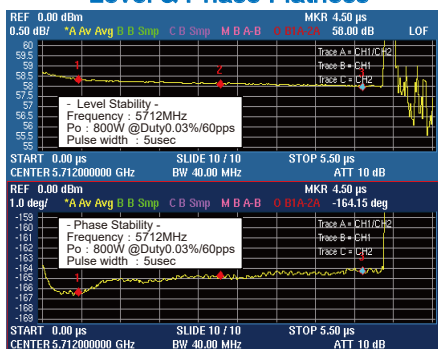 Level & Phase Flatness
REF 0.00 dBm MKR 4.50 µs
0.50 dB/ *A Av Avg B B Smp C B Smp M B A-B O B1A-2A 58.00 dB LOF
60
59.5
59
58.5
58
57.5
57
56.5
56
55.5
55
1
2
Trace A = CH1/CH2
Trace B = CH1
Trace C = CH2
- Level Stability -
Frequency : 5712MHz
Po : 800W @Duty0.03%/60pps
Pulse width : 5usec
START 0.00 µs SLIDE 10 / 10 STOP 5.50 µs
CENTER 5.712000000 GHz BW 40.00 MHz ATT 10 dB
REF 0.00 dBm MKR 4.50 µs
1.0 deg/ *A Av Avg B B Smp C B Smp M B A-B O B1A-2A -164.15 deg
-159
-160
-161
-162
-163
-164
-165
-166
-167
-168
-169
1
Trace A = CH1/CH2
Trace B = CH1
Trace C = CH2
- Phase Stability -
Frequency : 5712MHz
Po : 800W @Duty0.03%/60pps
Pulse width : 5usec
START 0.00 µs SLIDE 10 / 10 STOP 5.50 µs
CENTER 5.712000000 GHz BW 40.00 MHz ATT 10 dB